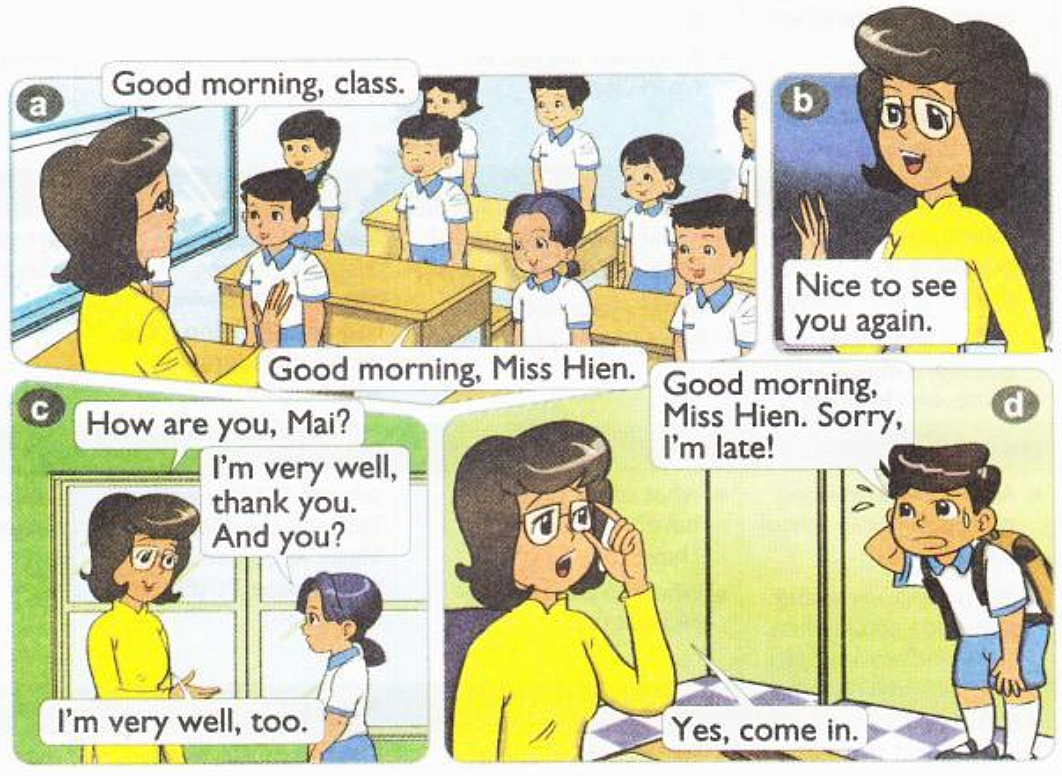 a
Good morning, class.
Good morning, Miss Hien.
b
Nice to see
you again.
c
How are you, Mai?
I'm very well,
thank you.
And you?
I'm very well, too.
d
Good morning,
Miss Hien. Sorry,
I'm late!
Yes, come in.